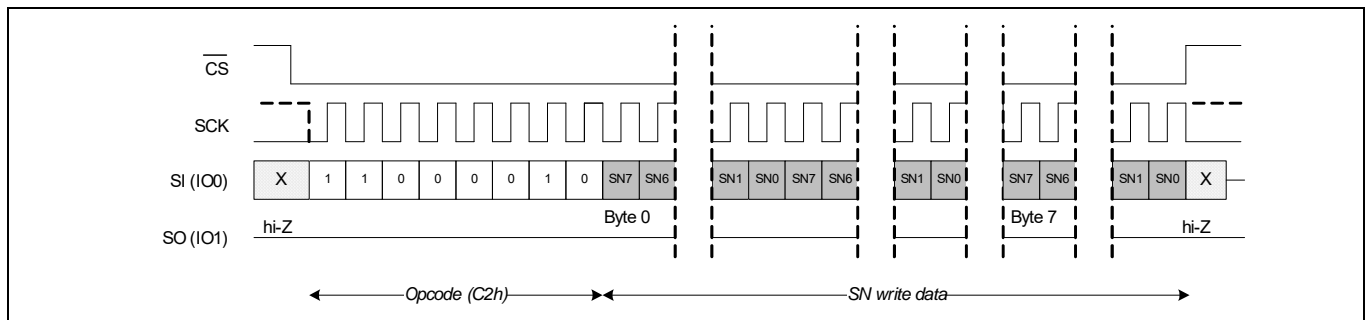 CS
SCK
SI (IO0) X 1 1 0 0 0 0 1 0 SN7 SN6 SN1 SN0 SN7 SN6 SN1 SN0 SN7 SN6 SN1 SN0 X
Byte 0 Byte 7
SO (IO1) hi-Z hi-Z
Opcode (C2h) SN write data